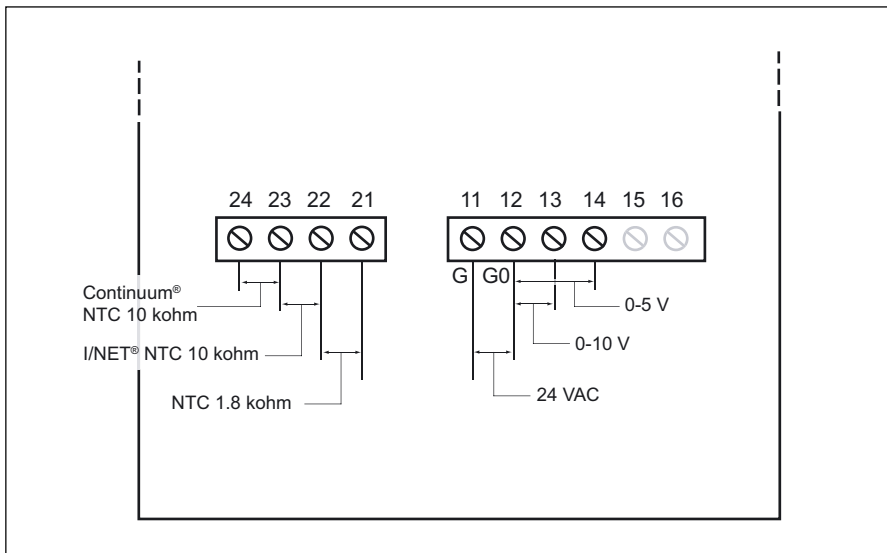 24 23 22 21
11 12 13 14 15 16
G G0
Continuum®
NTC 10 kohm
I/NET® NTC 10 kohm
NTC 1.8 kohm
0-5 V
0-10 V
24 VAC